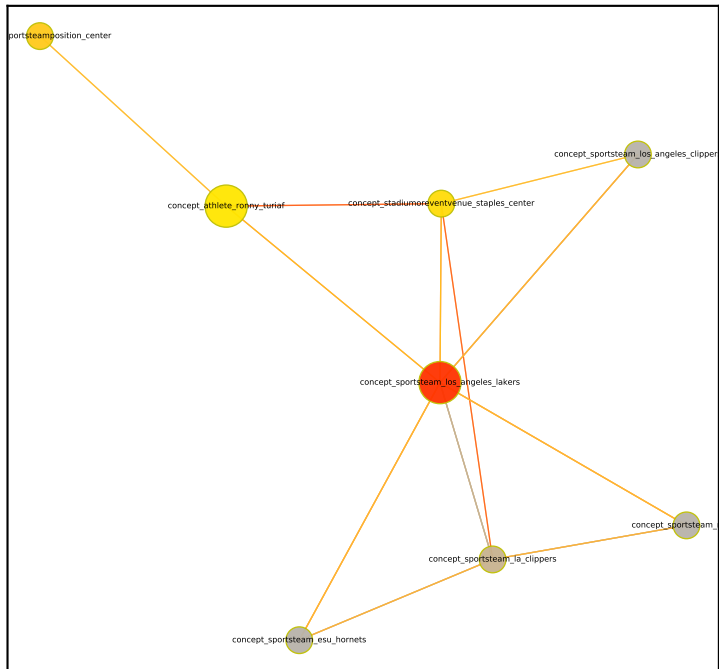 portsteamposition_center
concept_sportsteam_los_angeles_clipper
concept_athlete_ronny_turiaf
concept_stadiumoreventvenue_staples_center
concept_sportsteam_los_angeles_lakers
concept_sportsteam_
concept_sportsteam_la_clippers
concept_sportsteam_esu_hornets